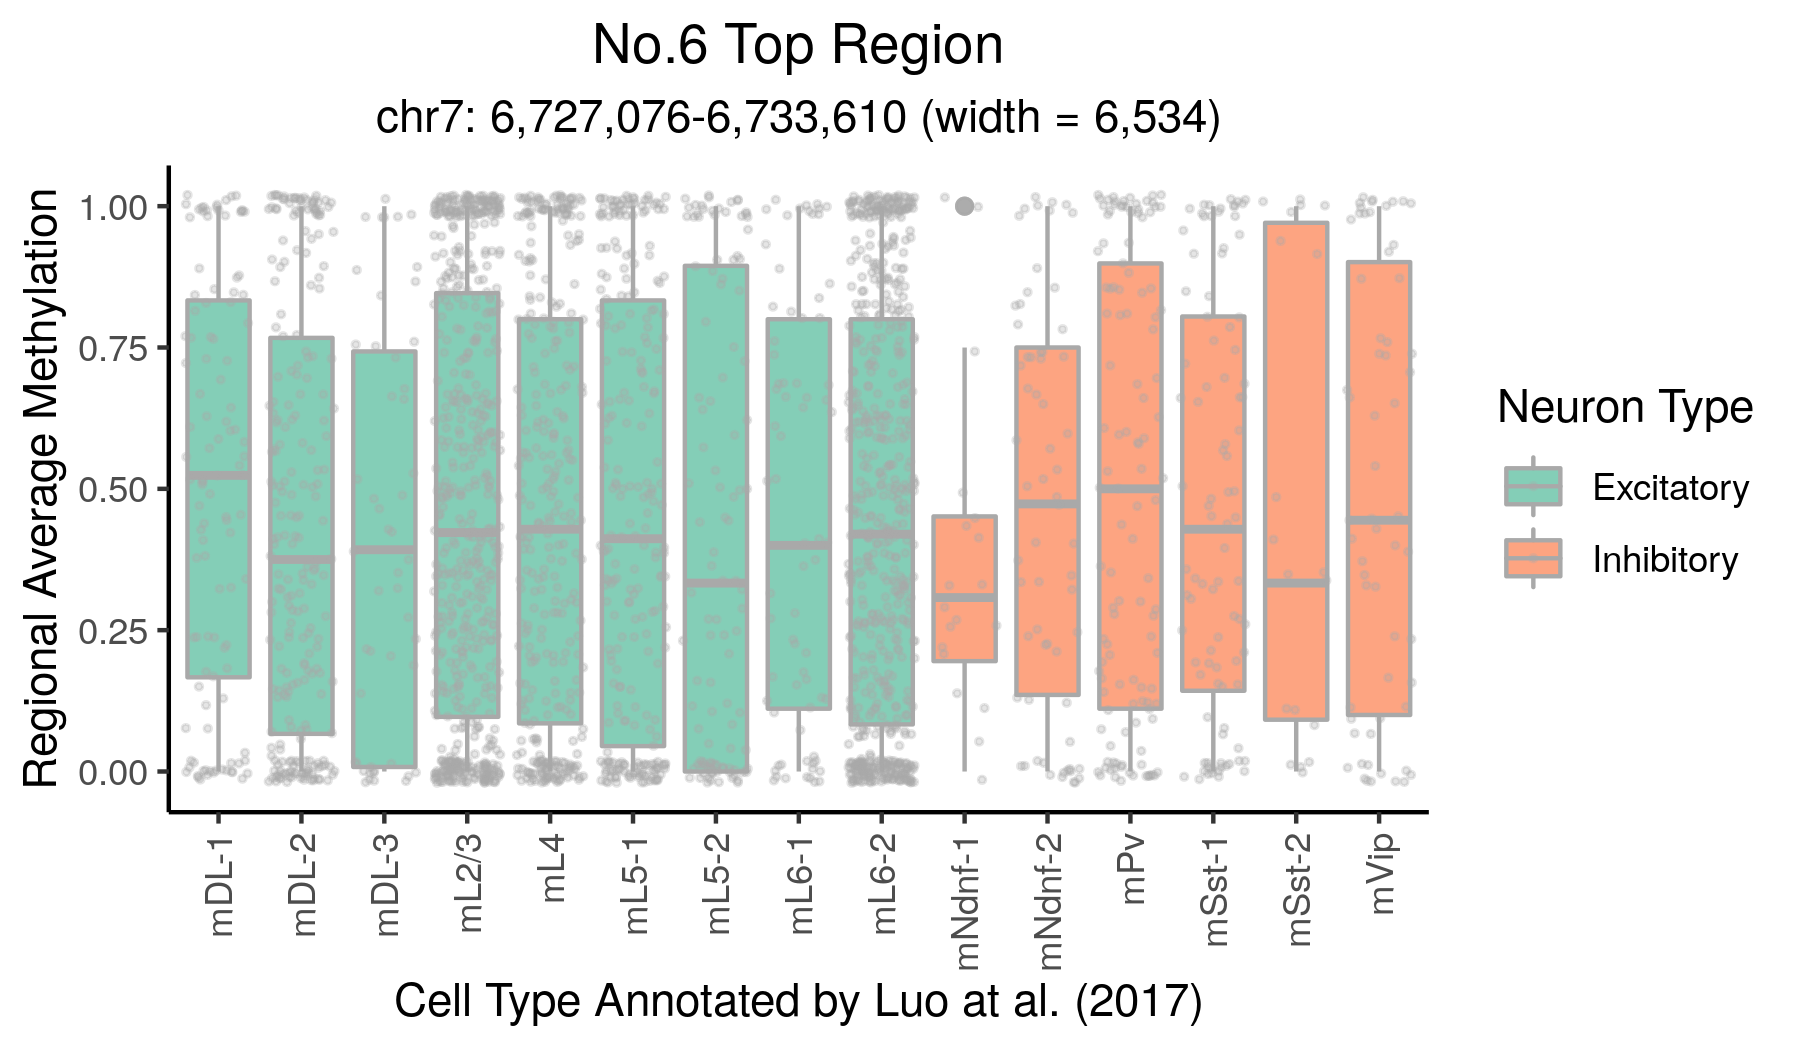 No.6 Top Region
chr7: 6,727,076-6,733,610 (width = 6,534)
Regional Average Methylation
1.00
0.75
0.50
0.25
0.00
mDL-1
mDL-2
mDL-3
mL2/3
mL4
mL5-1
mL5-2
mL6-1
mL6-2
mNdnf-1
mNdnf-2
mPv
mSst-1
mSst-2
mVip
Cell Type Annotated by Luo at al. (2017)
Neuron Type
Excitatory
Inhibitory